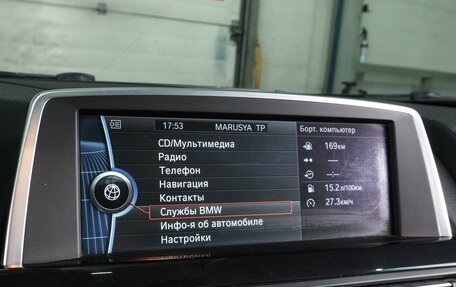 17:53 MARUSYA TP
CD/Мультимедиа
Радио
Телефон
Навигация
Контакты
Службы BMW
Инфо-я об автомобиле
Настройки
Борт. компьютер
169км
--:--
15.2 л/100км
27.3км/ч